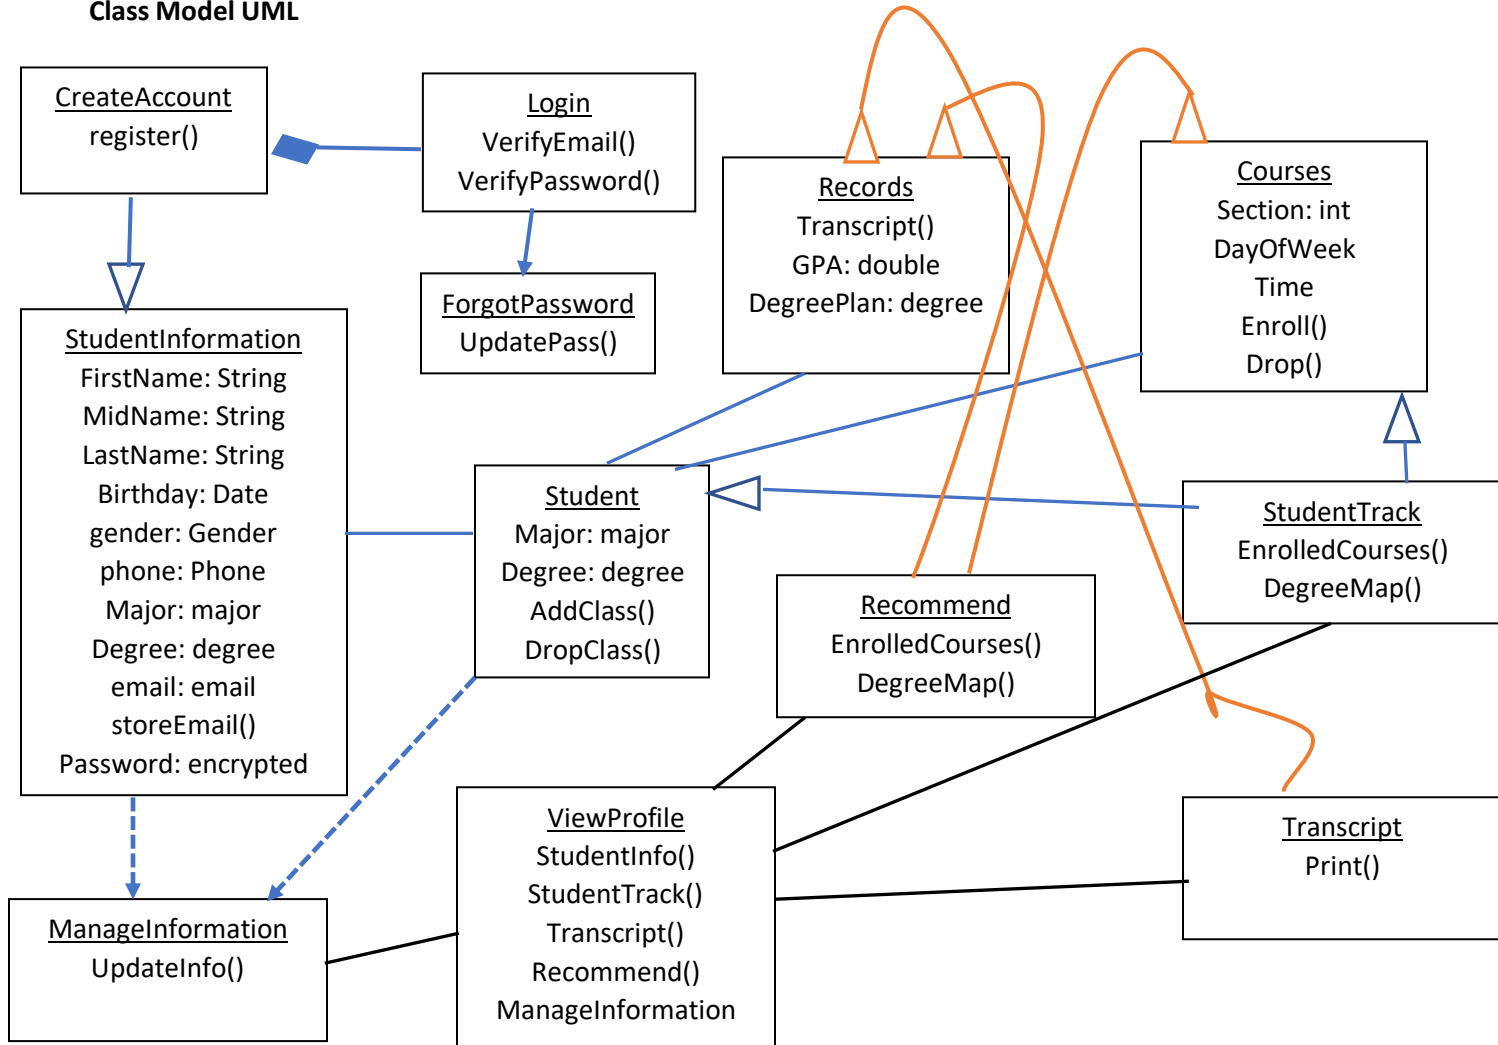 Class Model UML
CreateAccount
register()
Login
VerifyEmail()
VerifyPassword()
ForgotPassword
UpdatePass()
Records
Transcript()
GPA: double
DegreePlan: degree
Courses
Section: int
DayOfWeek
Time
Enroll()
Drop()
StudentInformation
FirstName: String
MidName: String
LastName: String
Birthday: Date
gender: Gender
phone: Phone
Major: major
Degree: degree
email: email
storeEmail()
Password: encrypted
Student
Major: major
Degree: degree
AddClass()
DropClass()
StudentTrack
EnrolledCourses()
DegreeMap()
Recommend
EnrolledCourses()
DegreeMap()
ManageInformation
UpdateInfo()
ViewProfile
StudentInfo()
StudentTrack()
Transcript()
Recommend()
ManageInformation
Transcript
Print()